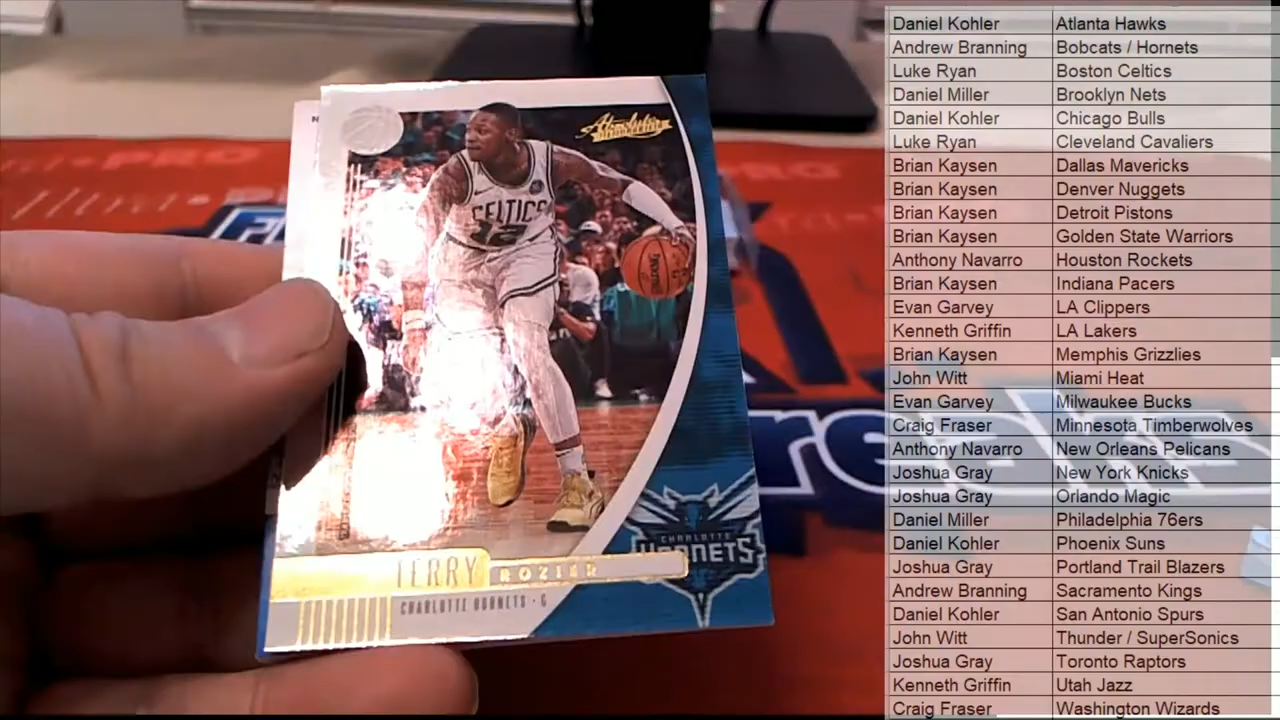 Absolute
CELTICS
12
TERRY ROZIER
CHARLOTTE HORNETS • G
CHARLOTTE
HORNETS
PRO
Daniel Kohler Atlanta Hawks
Andrew Branning Bobcats / Hornets
Luke Ryan Boston Celtics
Daniel Miller Brooklyn Nets
Daniel Kohler Chicago Bulls
Luke Ryan Cleveland Cavaliers
Brian Kaysen Dallas Mavericks
Brian Kaysen Denver Nuggets
Brian Kaysen Detroit Pistons
Brian Kaysen Golden State Warriors
Anthony Navarro Houston Rockets
Brian Kaysen Indiana Pacers
Evan Garvey LA Clippers
Kenneth Griffin LA Lakers
Brian Kaysen Memphis Grizzlies
John Witt Miami Heat
Evan Garvey Milwaukee Bucks
Craig Fraser Minnesota Timberwolves
Anthony Navarro New Orleans Pelicans
Joshua Gray New York Knicks
Joshua Gray Orlando Magic
Daniel Miller Philadelphia 76ers
Daniel Kohler Phoenix Suns
Joshua Gray Portland Trail Blazers
Andrew Branning Sacramento Kings
Daniel Kohler San Antonio Spurs
John Witt Thunder / SuperSonics
Joshua Gray Toronto Raptors
Kenneth Griffin Utah Jazz
Craig Fraser Washington Wizards